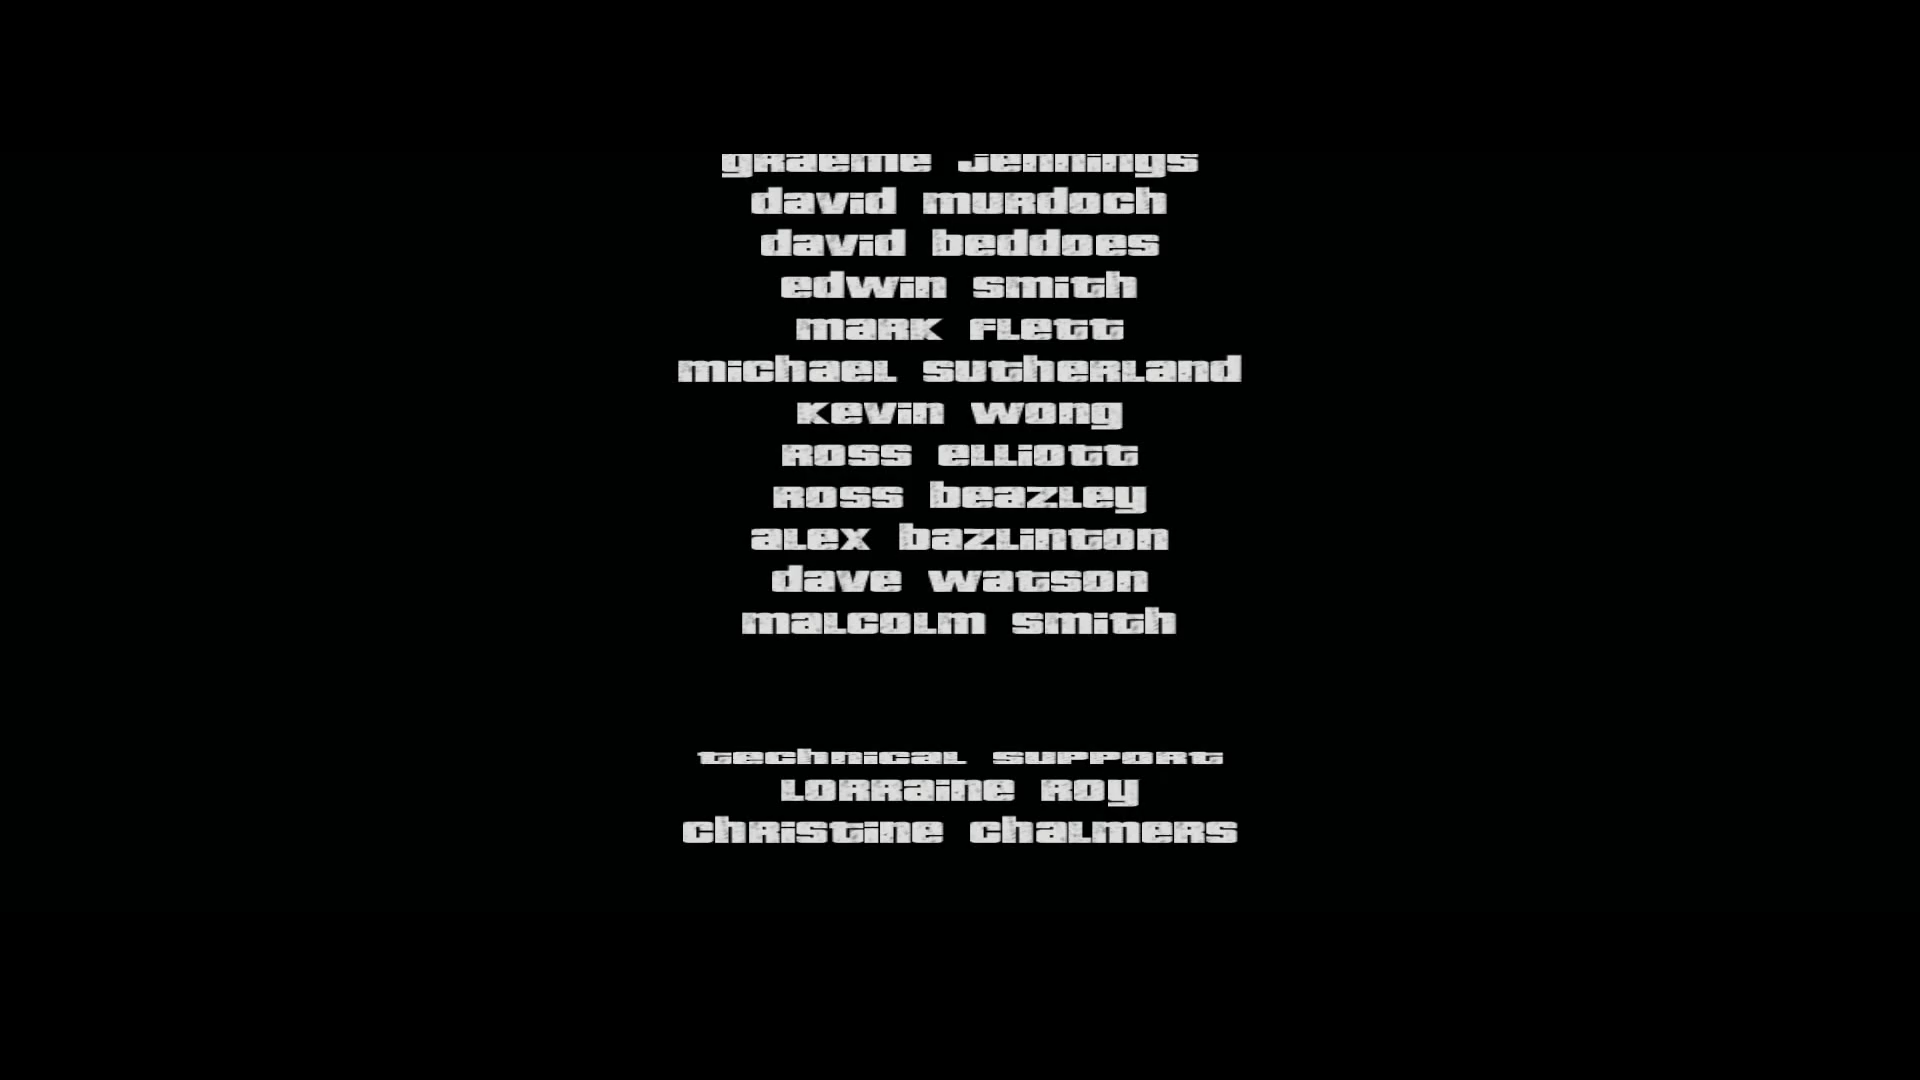 graeme jennings
david murdoch
david beddoes
edwin smith
mark flett
michael sutherland
kevin wong
ross elliott
ross beazley
alex bazlinton
dave watson
malcolm smith
technical support
lorraine roy
christine chalmers